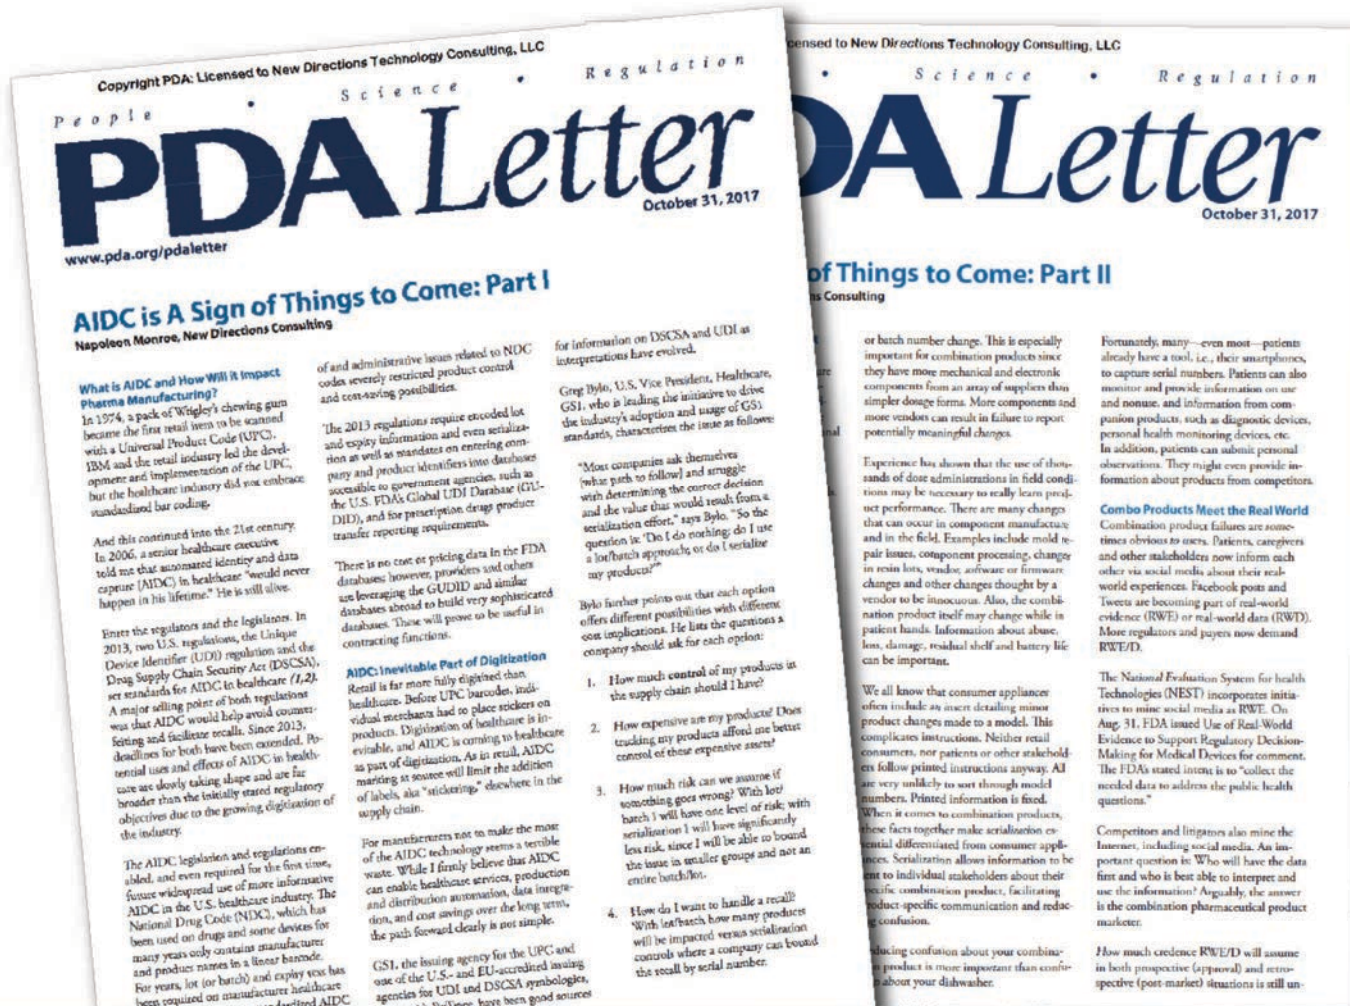 Copyright PDA: Licensed to New Directions Technology Consulting, LLC
People • Science • Regulation
PDA Letter
October 31, 2017
www.pda.org/pdaletter
AIDC is A Sign of Things to Come: Part I
Napoleon Monroe, New Directions Consulting
What is AIDC and How Will it Impact
Pharma Manufacturing?
In 1974, a pack of Wrigley's chewing gum
became the first retail item to be scanned
with a Universal Product Code (UPC).
IBM and the retail industry led the devel-
opment and implementation of the UPC,
but the healthcare industry did not embrace
standardized bar coding.
And this continued into the 21st century.
In 2006, a senior healthcare executive
told me that automated identity and data
capture (AIDC) in healthcare "would never
happen in his lifetime." He is still alive.
Enter the regulators and the legislators. In
2013, two U.S. regulations, the Unique
Device Identifier (UDI) regulation and the
Drug Supply Chain Security Act (DSCSA),
set standards for AIDC in healthcare (1,2).
A major selling point of both regulations
was that AIDC would help avoid counter-
feiting and facilitate recalls. Since 2013,
deadlines for both have been extended. Po-
tential uses and effects of AIDC in health-
care are slowly taking shape and are far
broader than the initially stated regulatory
objectives due to the growing digitization of
the industry.
The AIDC legislation and regulations en-
abled, and even required for the first time,
future widespread use of more informative
AIDC in the U.S. healthcare industry. The
National Drug Code (NDC), which has
been used on drugs and some devices for
many years only contains manufacturer
and product names in a linear barcode.
For years, lot (or batch) and expiry text has
been required on manufacturer healthcare
AIDC
of and administrative issues related to NDC
codes severely restricted product control
and cost-saving possibilities.
The 2013 regulations require encoded lot
and expiry information and even serializa-
tion as well as mandates on entering com-
pany and product identifiers into databases
accessible to government agencies, such as
the U.S. FDA's Global UDI Database (GU-
DID), and for prescription drugs product
transfer reporting requirements.
There is no cost or pricing data in the FDA
databases; however, providers and others
are leveraging the GUDID and similar
databases abroad to build very sophisticated
databases. These will prove to be useful in
contracting functions.
AIDC: Inevitable Part of Digitization
Retail is far more fully digitized than
healthcare. Before UPC barcodes, indi-
vidual merchants had to place stickers on
products. Digitization of healthcare is in-
evitable, and AIDC is coming to healthcare
as part of digitization. As in retail, AIDC
marking at source will limit the addition
of labels, aka "stickering," elsewhere in the
supply chain.
For manufacturers not to make the most
of the AIDC technology seems a terrible
waste. While I firmly believe that AIDC
can enable healthcare services, production
and distribution automation, data integra-
tion, and cost savings over the long term,
the path forward clearly is not simple.
GS1, the issuing agency for the UPC and
one of the U.S.- and EU-accredited issuing
agencies for UDI and DSCSA symbologies,
have been good sources
for information on DSCSA and UDI as
interpretations have evolved.
Greg Bylo, U.S. Vice President, Healthcare,
GS1, who is leading the initiative to drive
the industry's adoption and usage of GS1
standards, characterizes the issue as follows:
"Most companies ask themselves
[what path to follow] and struggle
with determining the correct decision
and the value that would result from a
serialization effort," says Bylo. "So the
question is: 'Do I do nothing; do I use
a lot/batch approach; or do I serialize
my products?'"
Bylo further points out that each option
offers different possibilities with different
cost implications. He lists the questions a
company should ask for each option:
1. How much control of my products in
the supply chain should I have?
2. How expensive are my products? Does
tracking my products afford me better
control of these expensive assets?
3. How much risk can we assume if
something goes wrong? With lot/
batch I will have one level of risk; with
serialization I will have significantly
less risk, since I will be able to bound
the issue in smaller groups and not an
entire batch/lot.
4. How do I want to handle a recall?
With lot/batch how many products
will be impacted versus serialization
controls where a company can bound
the recall by serial number.
censed to New Directions Technology Consulting, LLC
• Science • Regulation
DA Letter
October 31, 2017
of Things to Come: Part II
ns Consulting
or batch number change. This is especially
important for combination products since
they have more mechanical and electronic
components from an array of suppliers than
simpler dosage forms. More components and
more vendors can result in failure to report
potentially meaningful changes.
Experience has shown that the use of thou-
sands of dose administrations in field condi-
tions may be necessary to really learn prod-
uct performance. There are many changes
that can occur in component manufacture
and in the field. Examples include mold re-
pair issues, component processing, changes
in resin lots, vendor, software or firmware
changes and other changes thought by a
vendor to be innocuous. Also, the combi-
nation product itself may change while in
patient hands. Information about abuse,
loss, damage, residual shelf and battery life
can be important.
We all know that consumer appliances
often include an insert detailing minor
product changes made to a model. This
complicates instructions. Neither retail
consumers, nor patients or other stakehold-
ers follow printed instructions anyway. All
are very unlikely to sort through model
numbers. Printed information is fixed.
When it comes to combination products,
these facts together make serialization es-
sential differentiated from consumer appli-
ances. Serialization allows information to be
ent to individual stakeholders about their
pecific combination product, facilitating
roduct-specific communication and reduc-
g confusion.
ducing confusion about your combina-
n product is more important than confu-
about your dishwasher.
Fortunately, many—even most—patients
already have a tool, i.e., their smartphones,
to capture serial numbers. Patients can also
monitor and provide information on use
and nonuse, and information from com-
panion products, such as diagnostic devices,
personal health monitoring devices, etc.
In addition, patients can submit personal
observations. They might even provide in-
formation about products from competitors.
Combo Products Meet the Real World
Combination product failures are some-
times obvious to users. Patients, caregivers
and other stakeholders now inform each
other via social media about their real-
world experiences. Facebook posts and
Tweets are becoming part of real-world
evidence (RWE) or real-world data (RWD).
More regulators and payers now demand
RWE/D.
The National Evaluation System for health
Technologies (NEST) incorporates initia-
tives to mine social media as RWE. On
Aug. 31, FDA issued Use of Real-World
Evidence to Support Regulatory Decision-
Making for Medical Devices for comment.
The FDA's stated intent is to "collect the
needed data to address the public health
questions."
Competitors and litigators also mine the
Internet, including social media. An im-
portant question is: Who will have the data
first and who is best able to interpret and
use the information? Arguably, the answer
is the combination pharmaceutical product
marketer.
How much credence RWE/D will assume
in both prospective (approval) and retro-
spective (post-market) situations is still un-